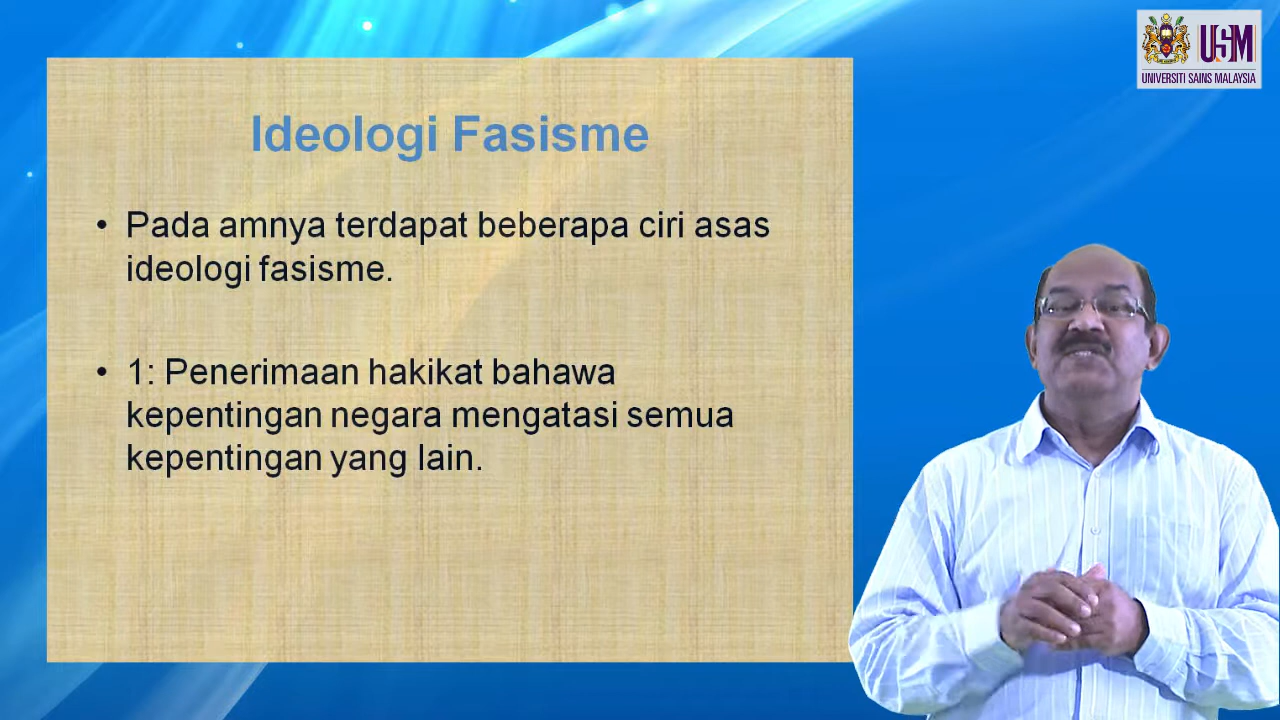 USM
UNIVERSITI SAINS MALAYSIA
Ideologi Fasisme
• Pada amnya terdapat beberapa ciri asas
ideologi fasisme.
• 1: Penerimaan hakikat bahawa
kepentingan negara mengatasi semua
kepentingan yang lain.